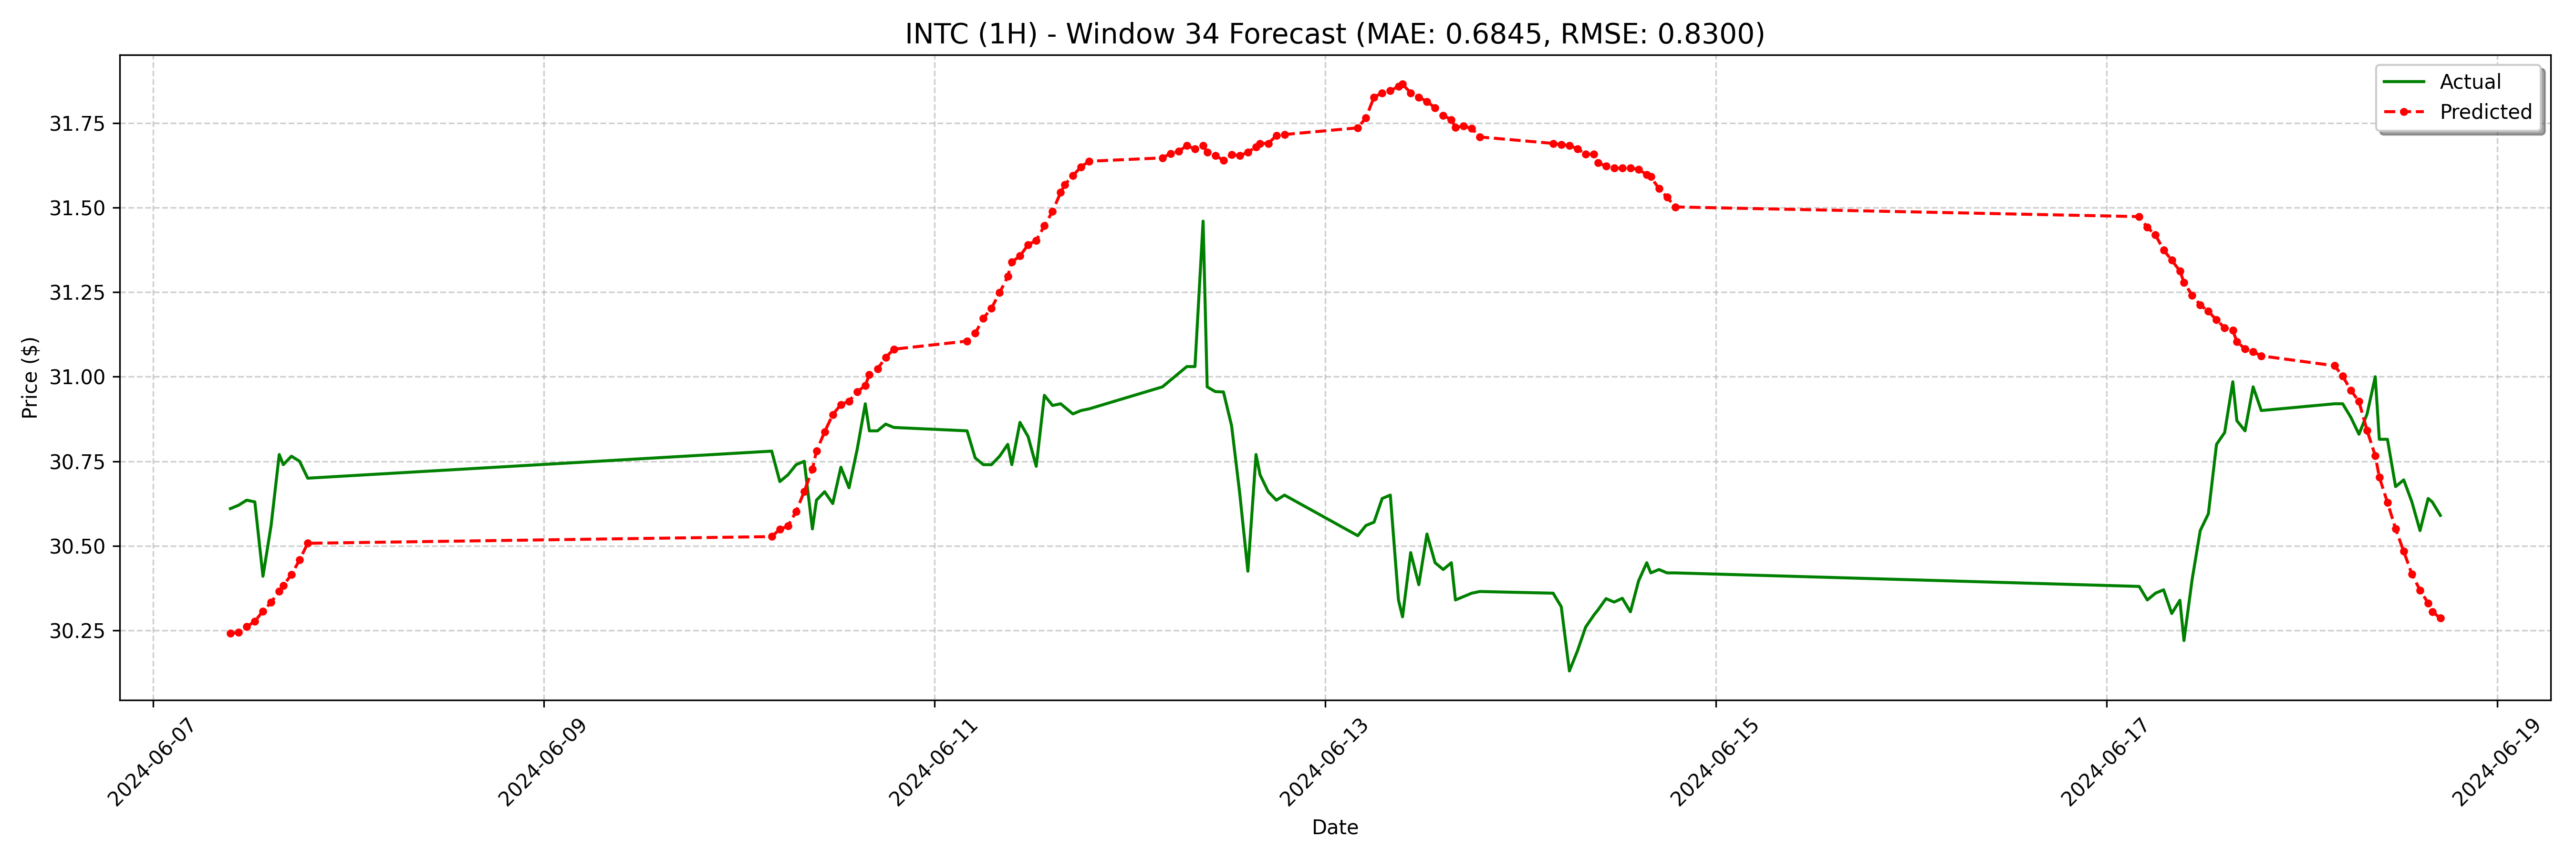 INTC (1H) - Window 34 Forecast (MAE: 0.6845, RMSE: 0.8300)
Actual
Predicted
Price ($)
31.75
31.50
31.25
31.00
30.75
30.50
30.25
2024-06-07
2024-06-09
2024-06-11
2024-06-13
2024-06-15
2024-06-17
2024-06-19
Date